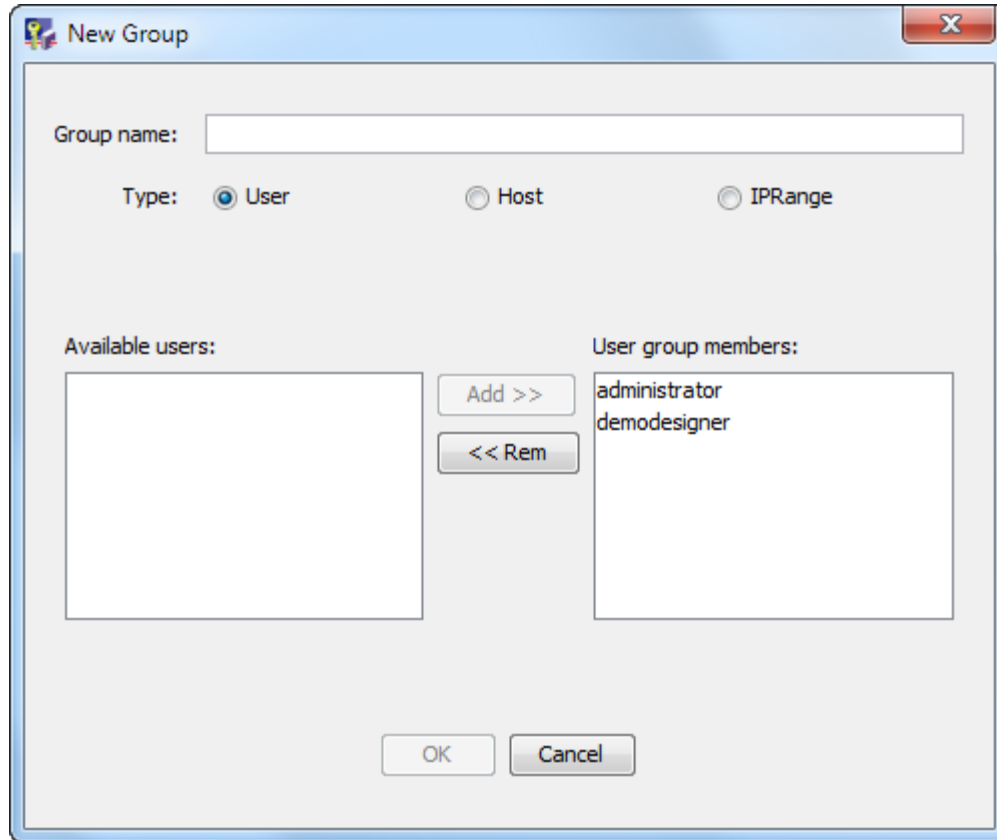 New Group
Group name:
Type: User Host IPRange
Available users: User group members:
Add >> administrator
demodesigner
<< Rem
OK Cancel